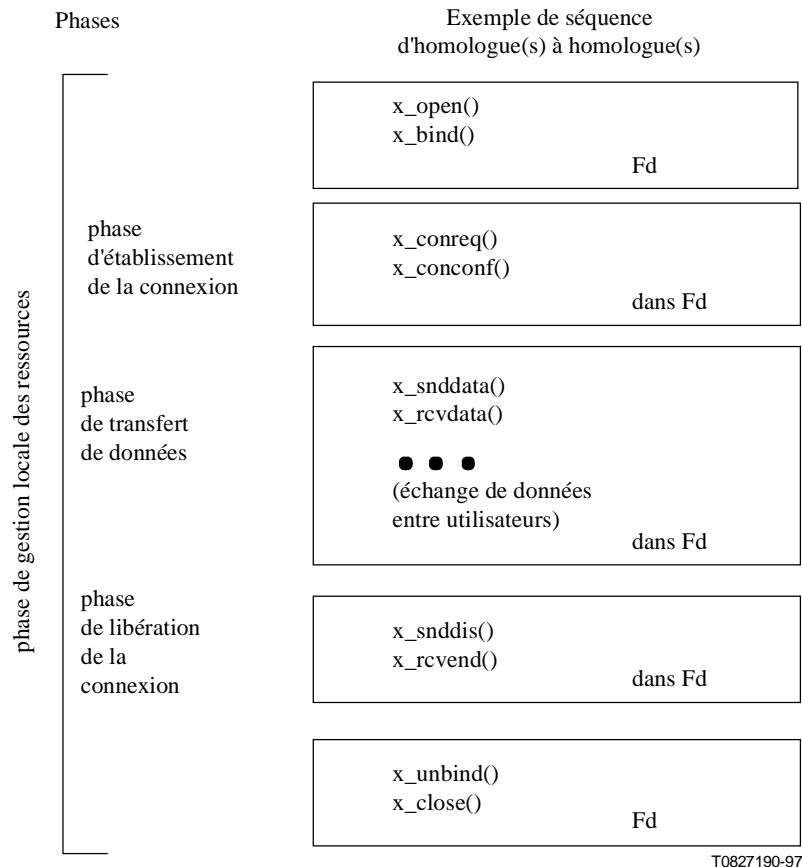 Phases
Exemple de séquence
d'homologue(s) à homologue(s)
phase de gestion locale des ressources
x_open()
x_bind()
Fd
phase
d'établissement
de la connexion
x_conreq()
x_conconf()
dans Fd
phase
de transfert
de données
x_snddata()
x_rcvdata()
• • •
(échange de données
entre utilisateurs)
dans Fd
phase
de libération
de la
connexion
x_snddis()
x_rcvend()
dans Fd
x_unbind()
x_close()
Fd
T0827190-97